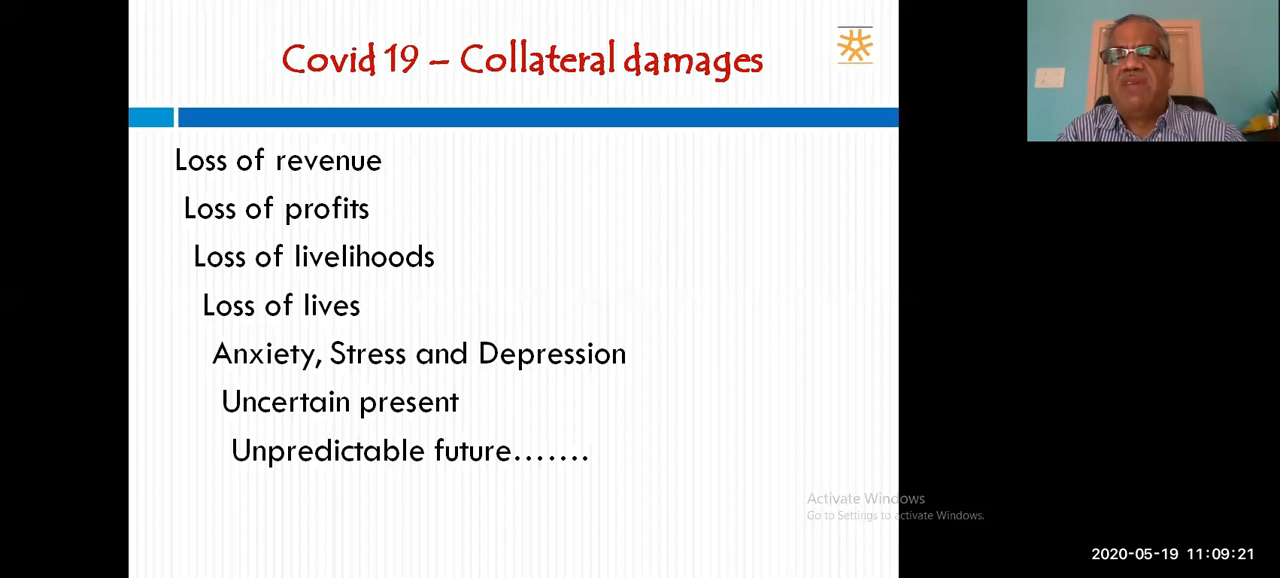 Covid 19 – Collateral damages
Loss of revenue
Loss of profits
Loss of livelihoods
Loss of lives
Anxiety, Stress and Depression
Uncertain present
Unpredictable future.......
Activate Windows
Go to Settings to activate Windows.
2020-05-19 11:09:21